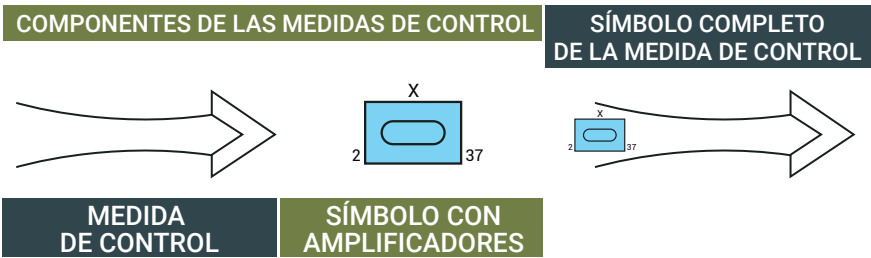 COMPONENTES DE LAS MEDIDAS DE CONTROL
SÍMBOLO COMPLETO
DE LA MEDIDA DE CONTROL
X
2
37
X
2
37
MEDIDA
DE CONTROL
SÍMBOLO CON
AMPLIFICADORES